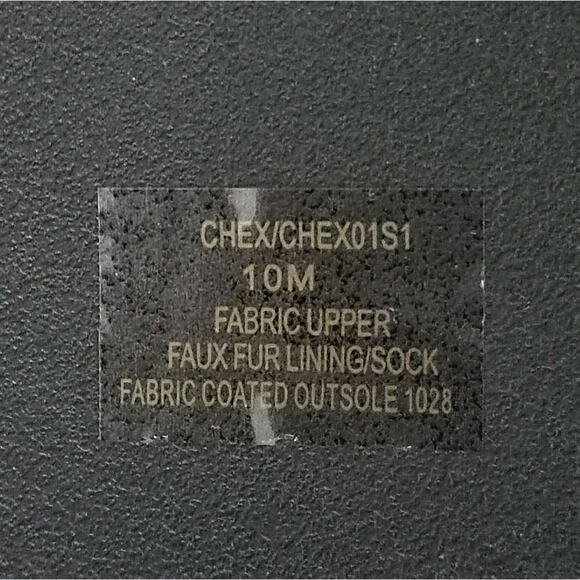 CHEX/CHEX01S1
10M
FABRIC UPPER
FAUX FUR LINING/SOCK
FABRIC COATED OUTSOLE 1028